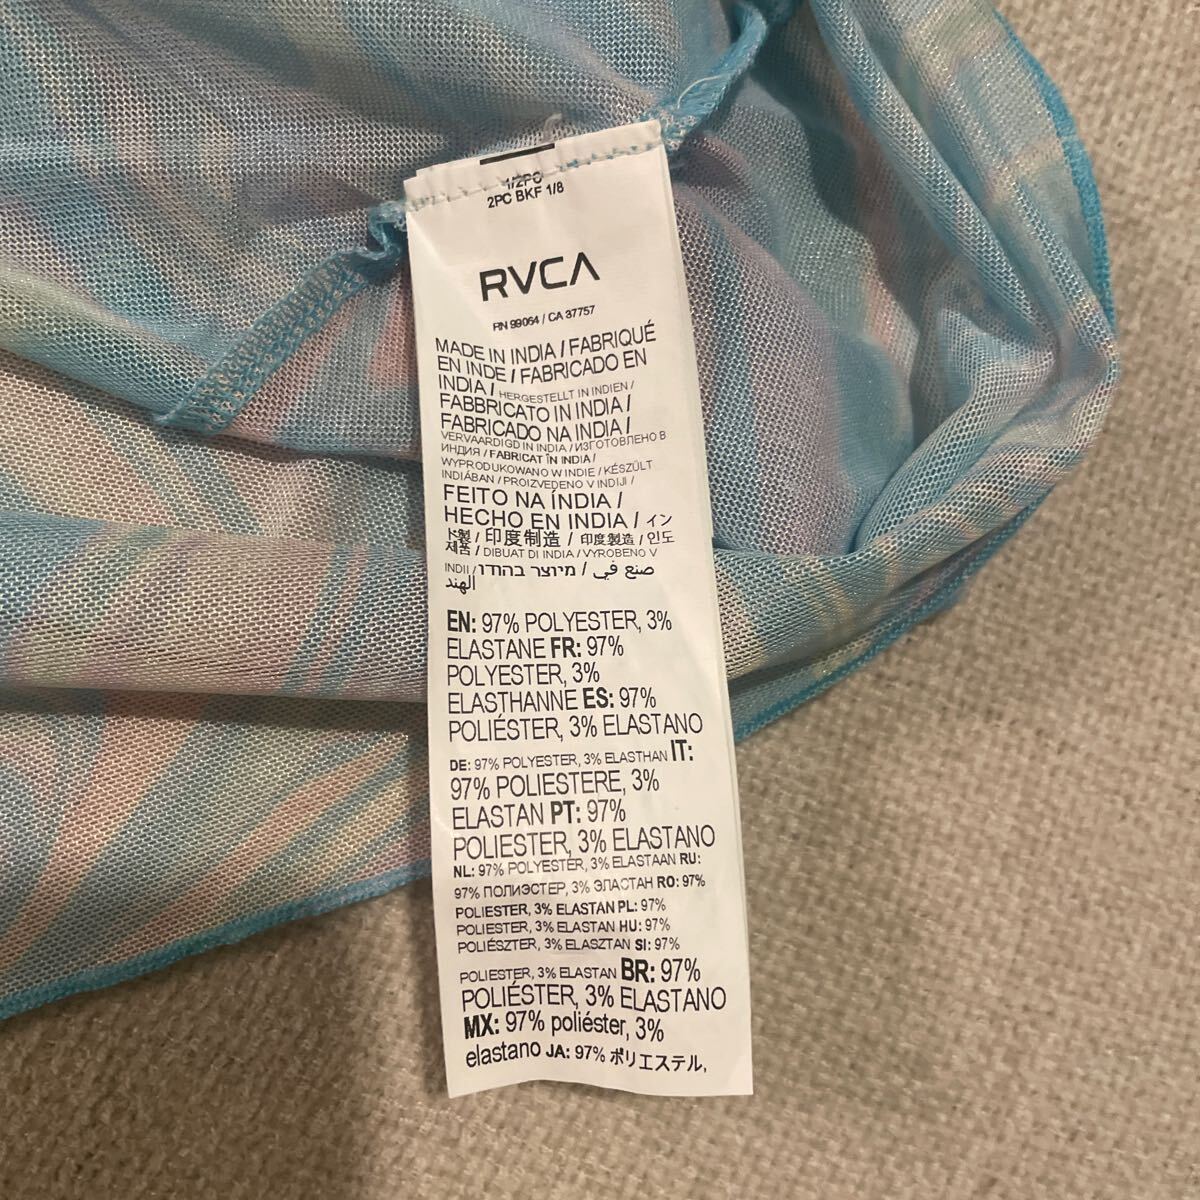 1/2PC
2PC BKF 1/8
RVCA
RN 99064 / CA 37757
MADE IN INDIA / FABRIQUÉ
EN INDE / FABRICADO EN
INDIA / HERGESTELLT IN INDIEN /
FABBRICATO IN INDIA /
FABRICADO NA INDIA /
VERVAARDIGD IN INDIA / ИЗГОТОВЛЕНО В
ИНДИЯ / FABRICAT ÎN INDIA /
WYPRODUKOWANO W INDIE / KÉSZÜLT
INDIÁBAN / PROIZVEDENO V INDIJI /
FEITO NA ÍNDIA /
HECHO EN INDIA / イン
ド製 / 印度制造 / 印度製造 / 인도
제품 / DIBUAT DI INDIA / VYROBENO V
INDII / מיוצר בהודו / صنع في
الهند
EN: 97% POLYESTER, 3%
ELASTANE FR: 97%
POLYESTER, 3%
ELASTHANNE ES: 97%
POLIÉSTER, 3% ELASTANO
DE: 97% POLYESTER, 3% ELASTHAN IT:
97% POLIESTERE, 3%
ELASTAN PT: 97%
POLIÉSTER, 3% ELASTANO
NL: 97% POLYESTER, 3% ELASTAAN RU:
97% ПОЛИЭСТЕР, 3% ЭЛАСТАН RO: 97%
POLIESTER, 3% ELASTAN PL: 97%
POLIESTER, 3% ELASTAN HU: 97%
POLIÉSZTER, 3% ELASZTAN SI: 97%
POLIESTER, 3% ELASTAN BR: 97%
POLIÉSTER, 3% ELASTANO
MX: 97% poliéster, 3%
elastano JA: 97% ポリエステル,